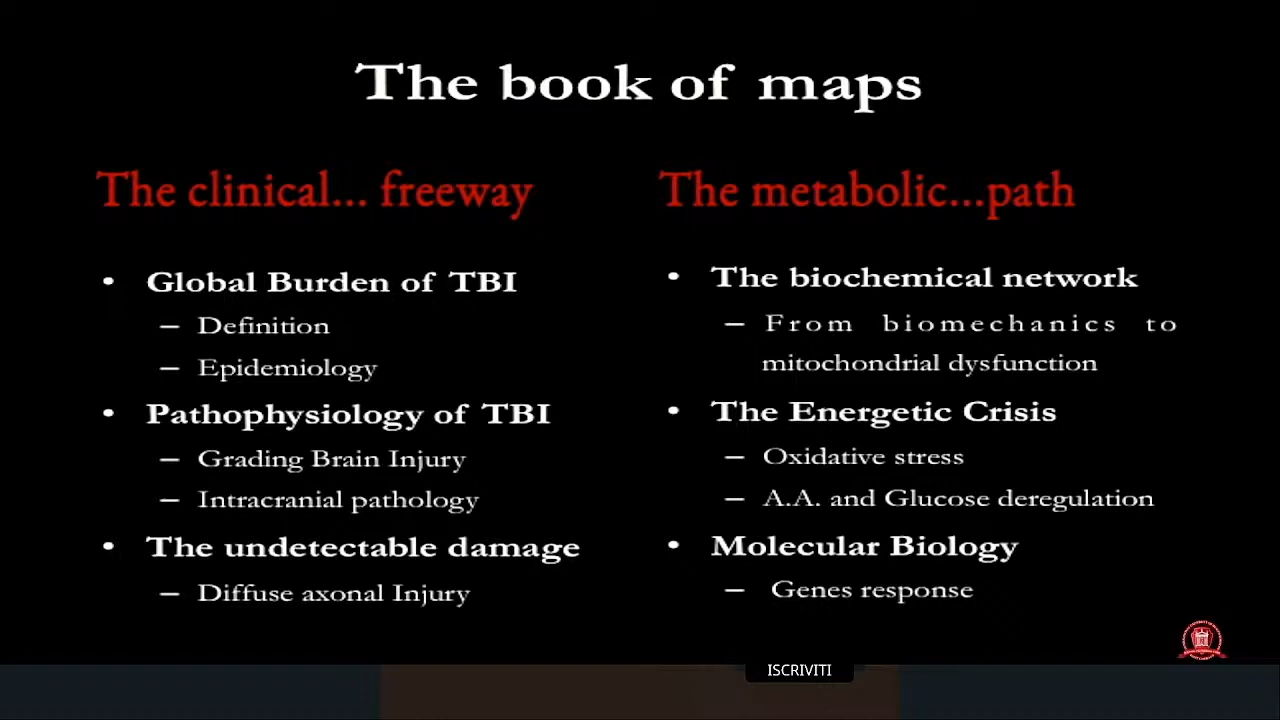 The book of maps
The clinical... freeway
• Global Burden of TBI
– Definition
– Epidemiology
• Pathophysiology of TBI
– Grading Brain Injury
– Intracranial pathology
• The undetectable damage
– Diffuse axonal Injury
The metabolic...path
• The biochemical network
– From biomechanics to
mitochondrial dysfunction
• The Energetic Crisis
– Oxidative stress
– A.A. and Glucose deregulation
• Molecular Biology
– Genes response
ISCRIVITI